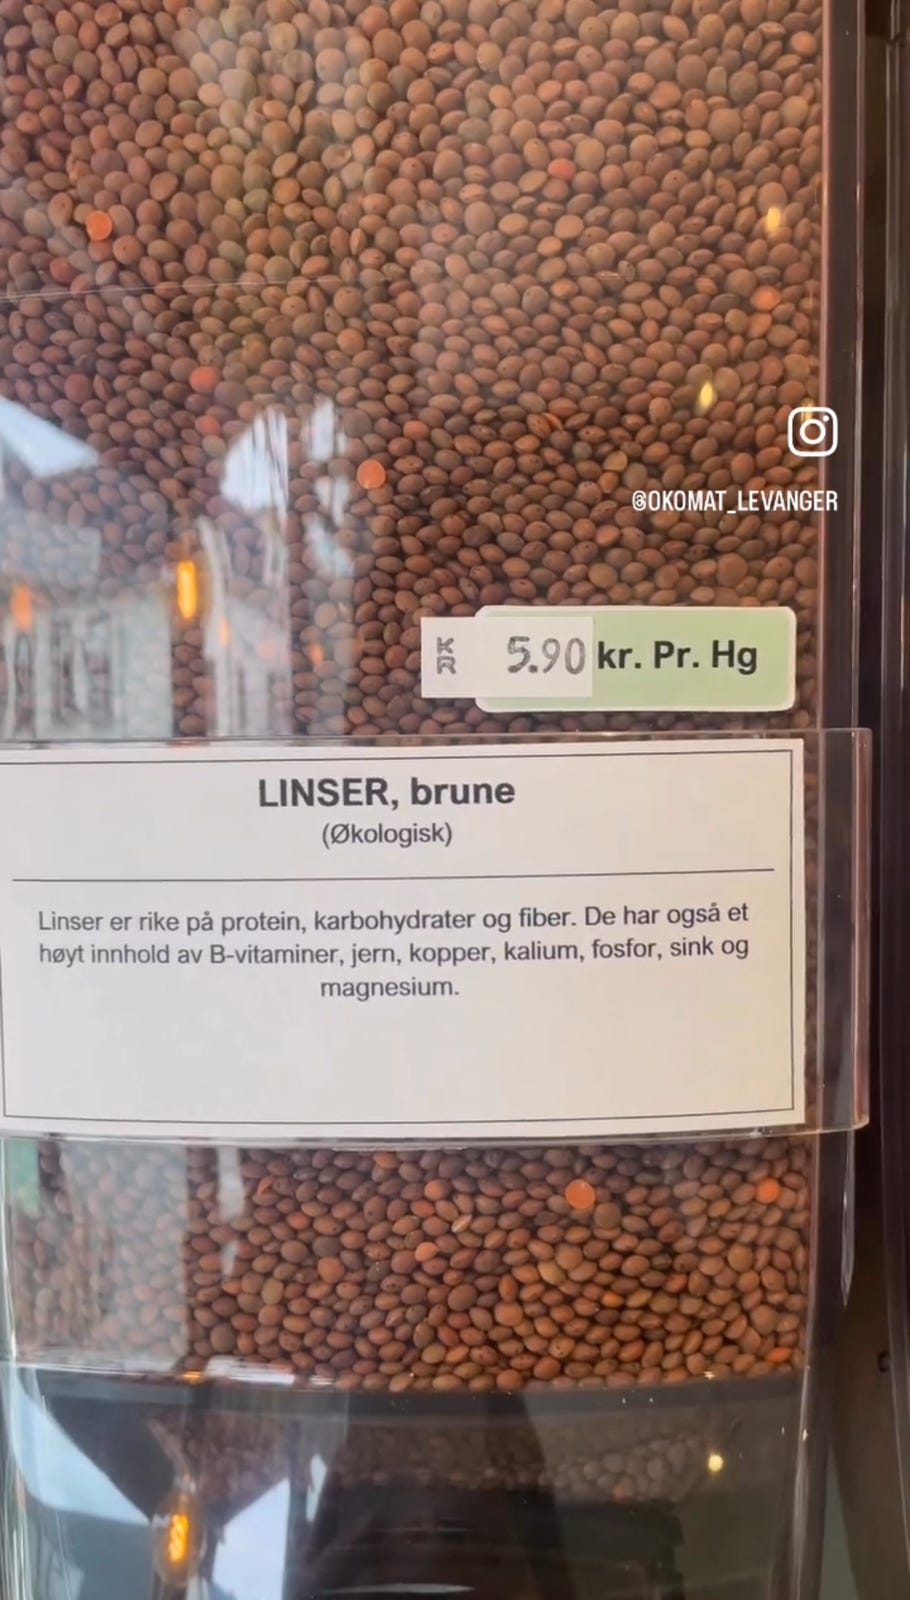 @OKOMAT_LEVANGER
KR 5.90 kr. Pr. Hg
LINSER, brune
(Økologisk)
Linser er rike på protein, karbohydrater og fiber. De har også et
høyt innhold av B-vitaminer, jern, kopper, kalium, fosfor, sink og
magnesium.